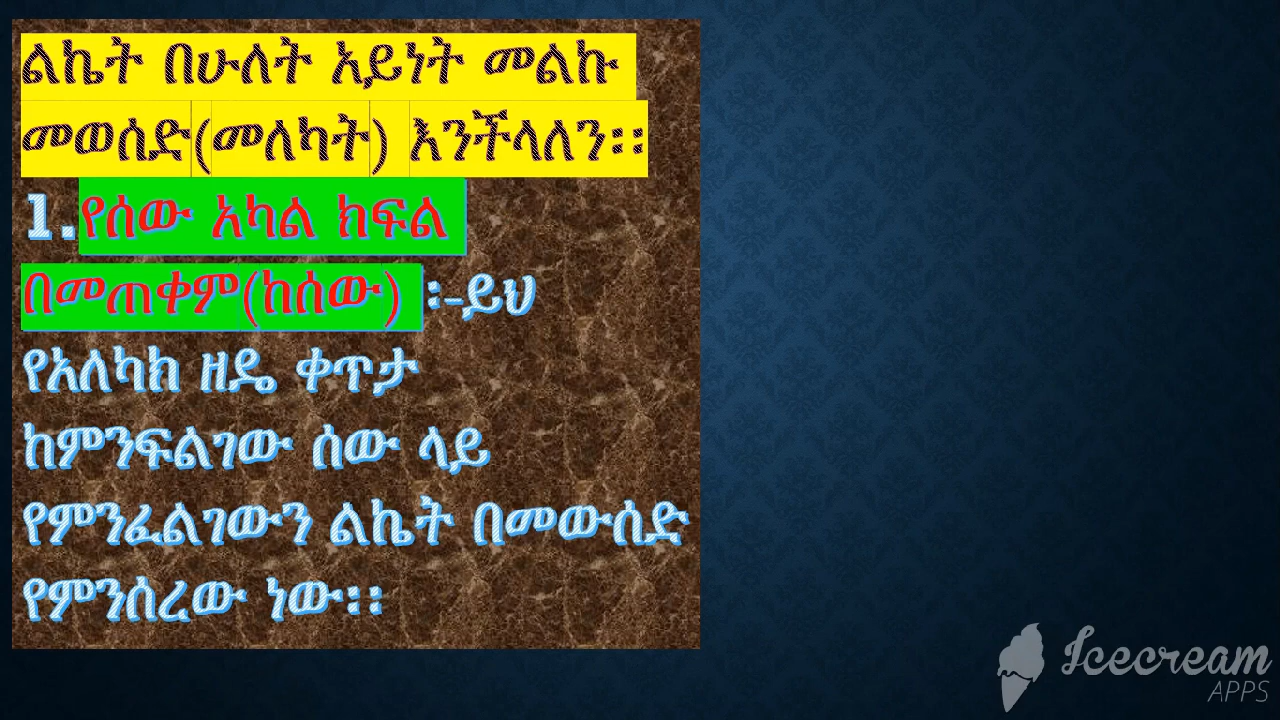 ልኬት በሁለት አይነት መልኩ
መወሰድ(መለካት) እንችላለን፡፡
1.የሰው አካል ክፍል
በመጠቀም(ከሰው) ፡-ይህ
የአለካክ ዘዴ ቀጥታ
ከምንፍልገው ሰው ላይ
የምንፈልገውን ልኬት በመውሰድ
የምንሰረው ነው፡፡
Icecream
APPS